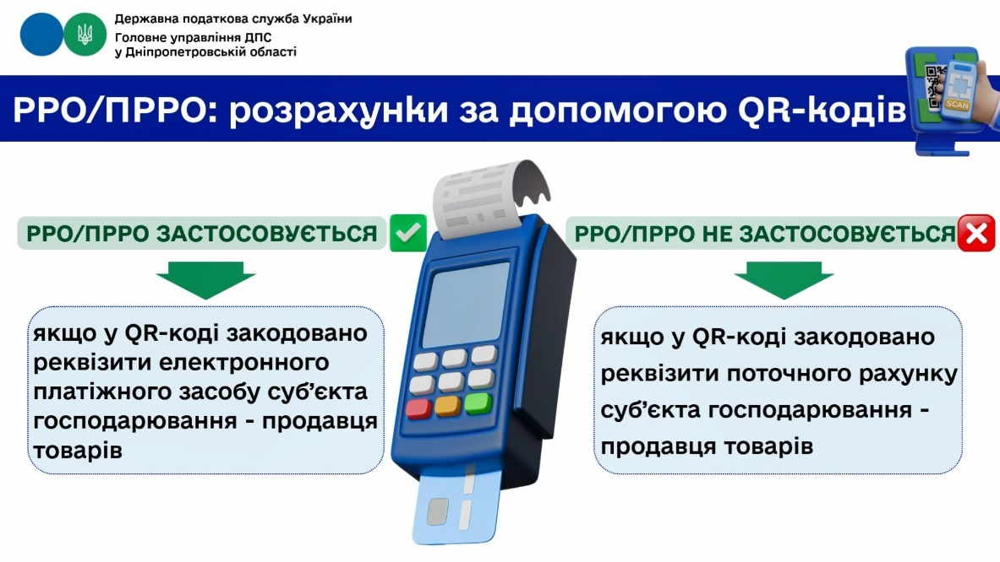 Державна податкова служба України
Головне управління ДПС
у Дніпропетровській області
РРО/ПРРО: розрахунки за допомогою QR-кодів
SCAN
РРО/ПРРО ЗАСТОСОВУЄТЬСЯ
РРО/ПРРО НЕ ЗАСТОСОВУЄТЬСЯ
якщо у QR-коді закодовано
реквізити електронного
платіжного засобу суб’єкта
господарювання - продавця
товарів
якщо у QR-коді закодовано
реквізити поточного рахунку
суб’єкта господарювання -
продавця товарів